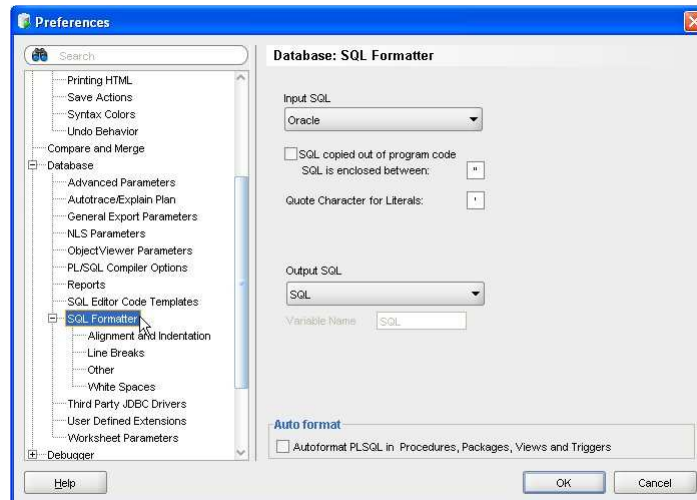 Preferences
Search
Printing HTML
Save Actions
Syntax Colors
Undo Behavior
Compare and Merge
Database
Advanced Parameters
Autotrace/Explain Plan
General Export Parameters
NLS Parameters
ObjectViewer Parameters
PL/SQL Compiler Options
Reports
SQL Editor Code Templates
SQL Formatter
Alignment and Indentation
Line Breaks
Other
White Spaces
Third Party JDBC Drivers
User Defined Extensions
Worksheet Parameters
Debugger
Database: SQL Formatter
Input SQL
Oracle
SQL copied out of program code
SQL is enclosed between: "
Quote Character for Literals: '
Output SQL
SQL
Variable Name SQL
Auto format
Autoformat PLSQL in Procedures, Packages, Views and Triggers
Help OK Cancel